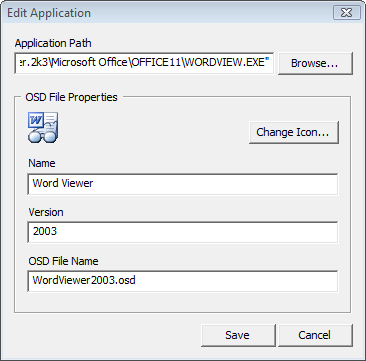 Edit Application
Application Path
er.2k3\Microsoft Office\OFFICE11\WORDVIEW.EXE" Browse...
OSD File Properties
Change Icon...
Name
Word Viewer
Version
2003
OSD File Name
WordViewer2003.osd
Save Cancel